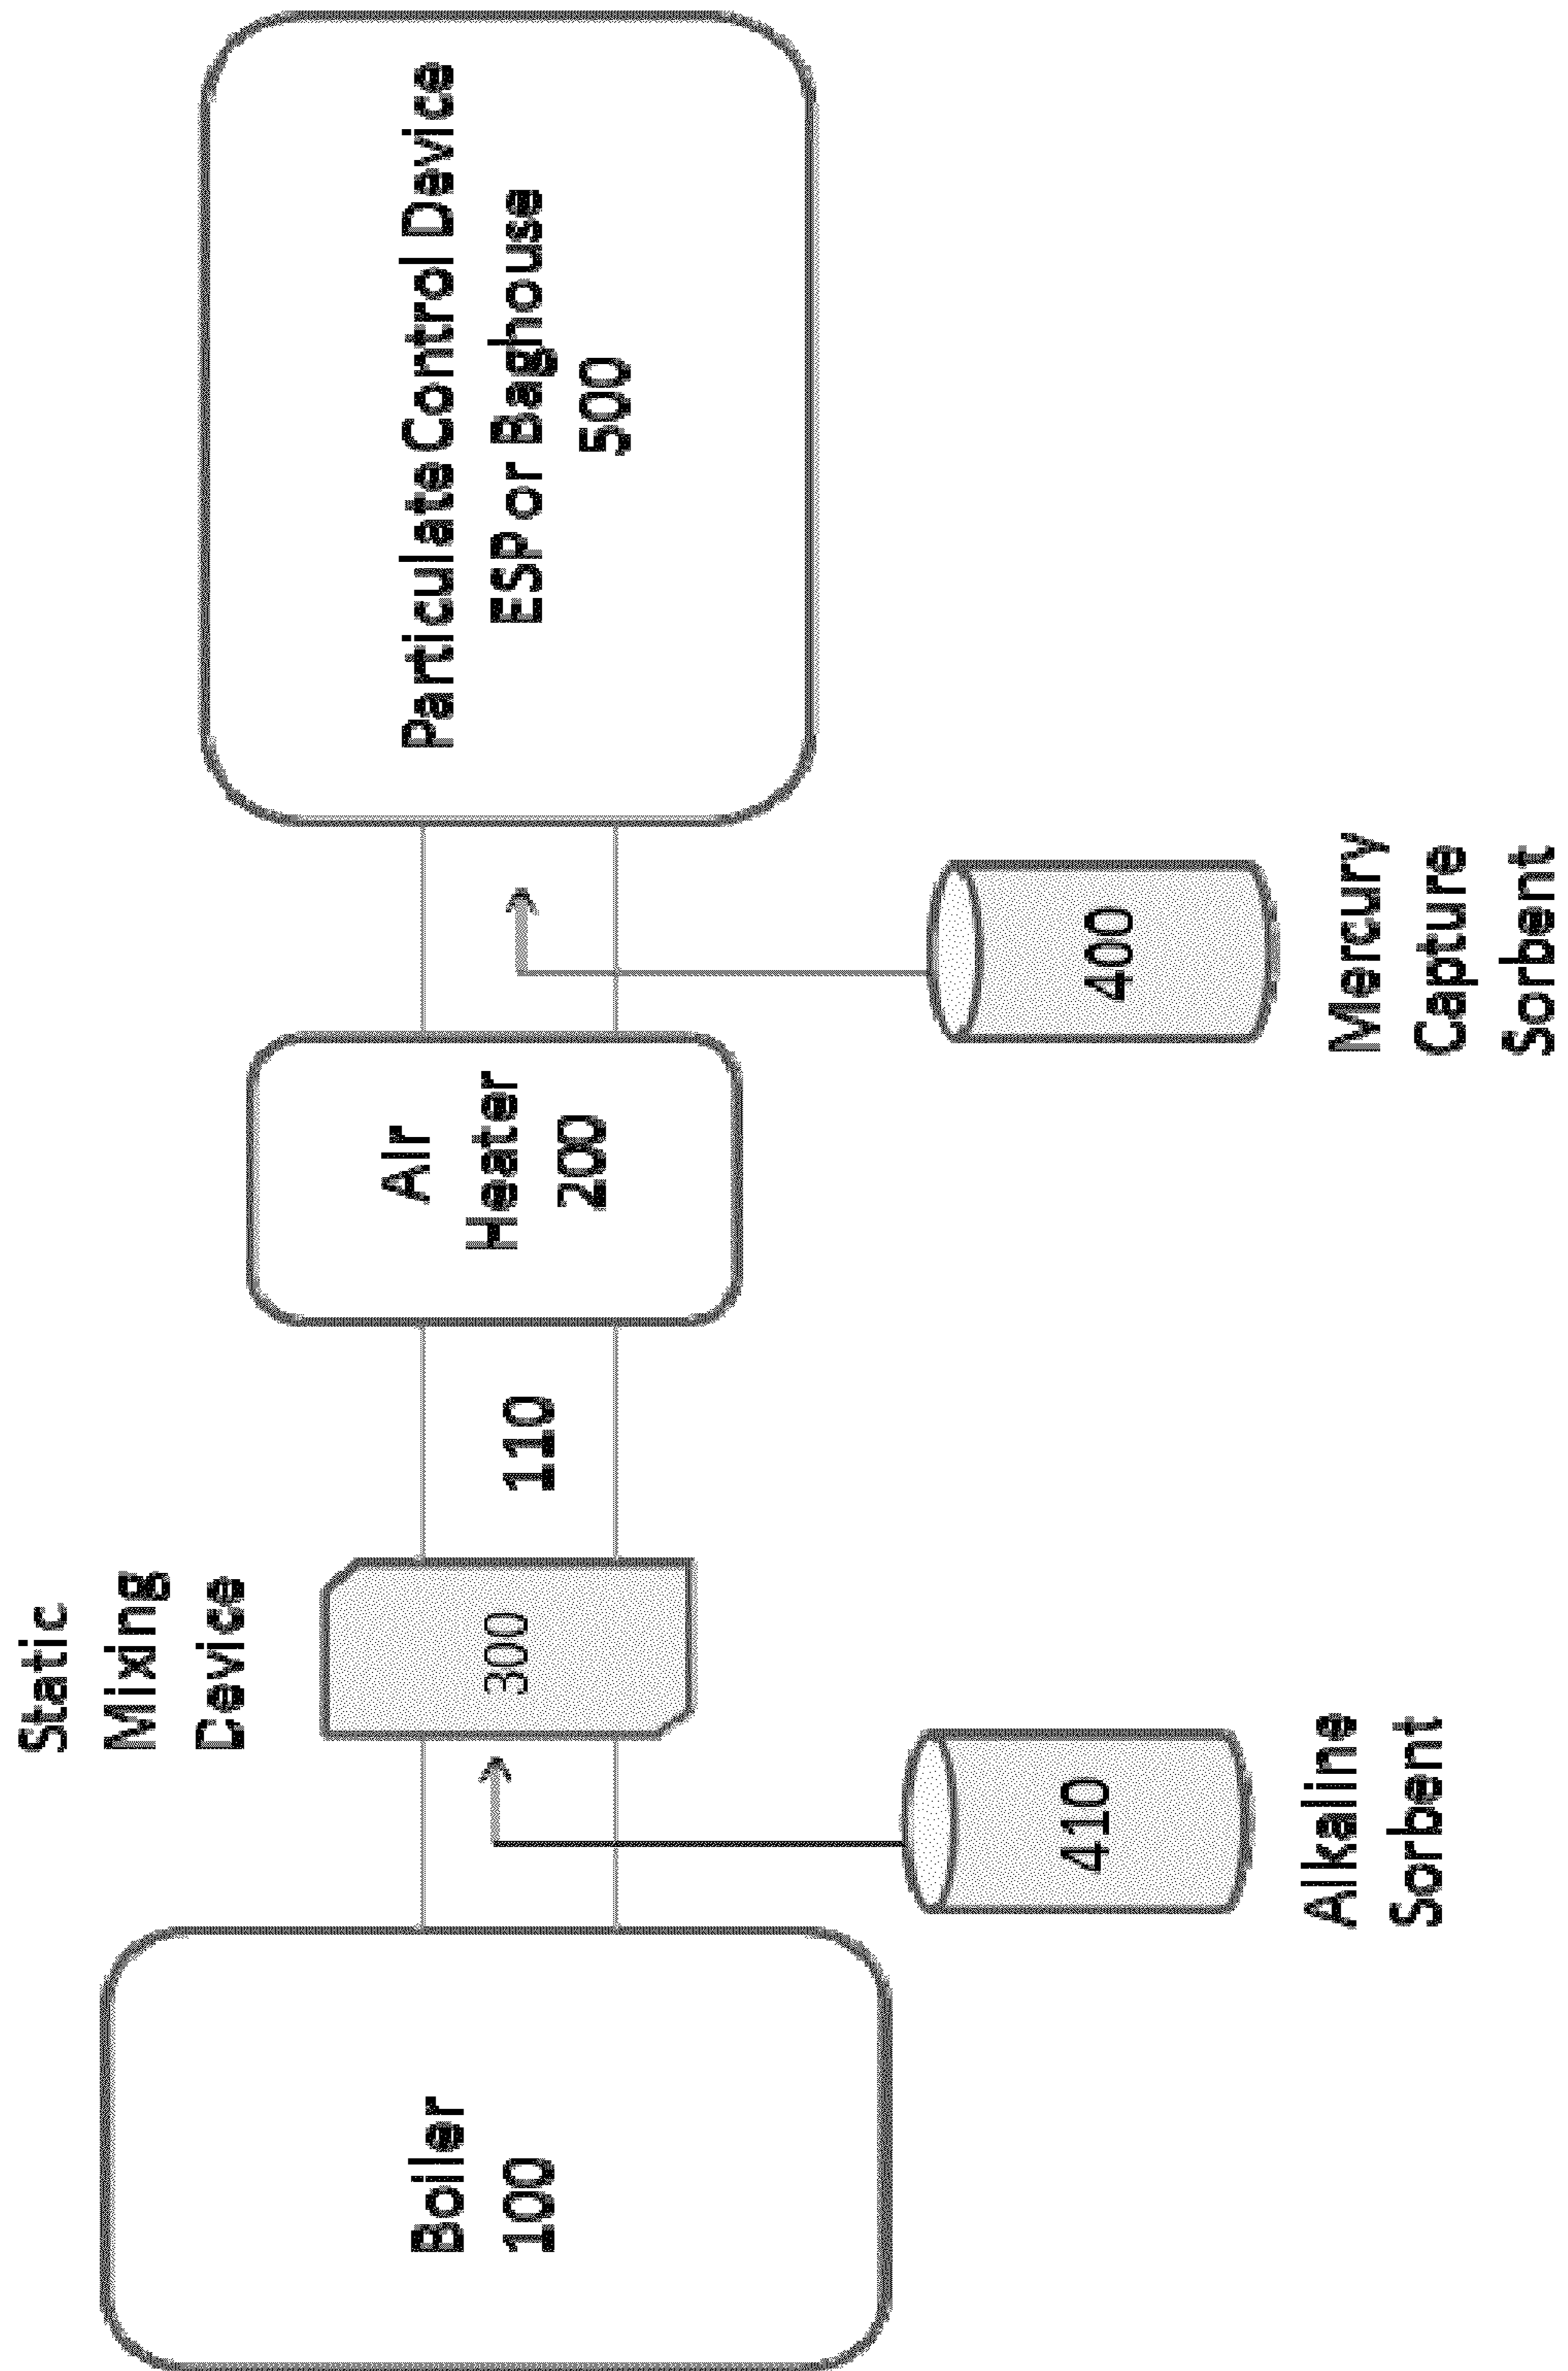 Static
Mixing
Device
Boiler
100
300
110
Air
Heater
200
Particulate Control Device
ESP or Baghouse
500
410
Alkaline
Sorbent
400
Mercury
Capture
Sorbent